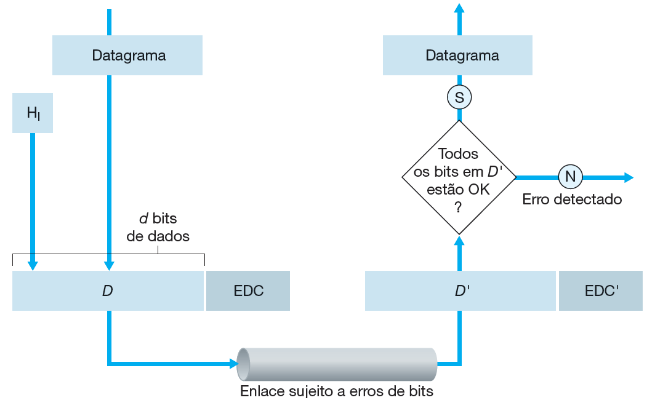 Datagrama
Datagrama
S
H_I
Todos
os bits em D'
estão OK
?
N
Erro detectado
d bits
de dados
D
EDC
D'
EDC'
Enlace sujeito a erros de bits